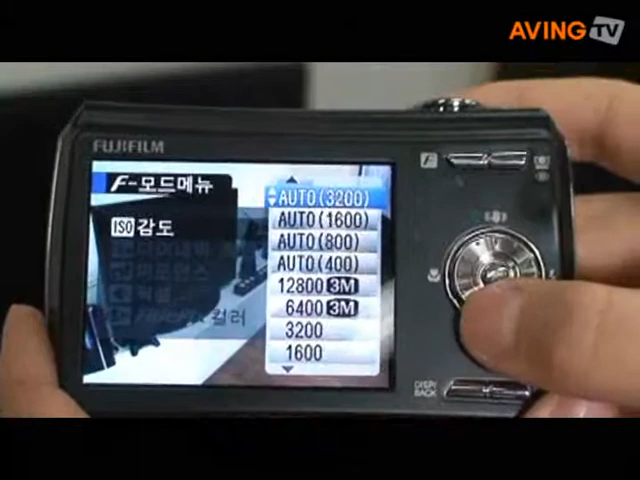 AVING TV
FUJIFILM
F-모드메뉴
ISO 감도
컬러
AUTO(3200)
AUTO(1600)
AUTO(800)
AUTO(400)
12800 3M
6400 3M
3200
1600
F
DISP/
BACK